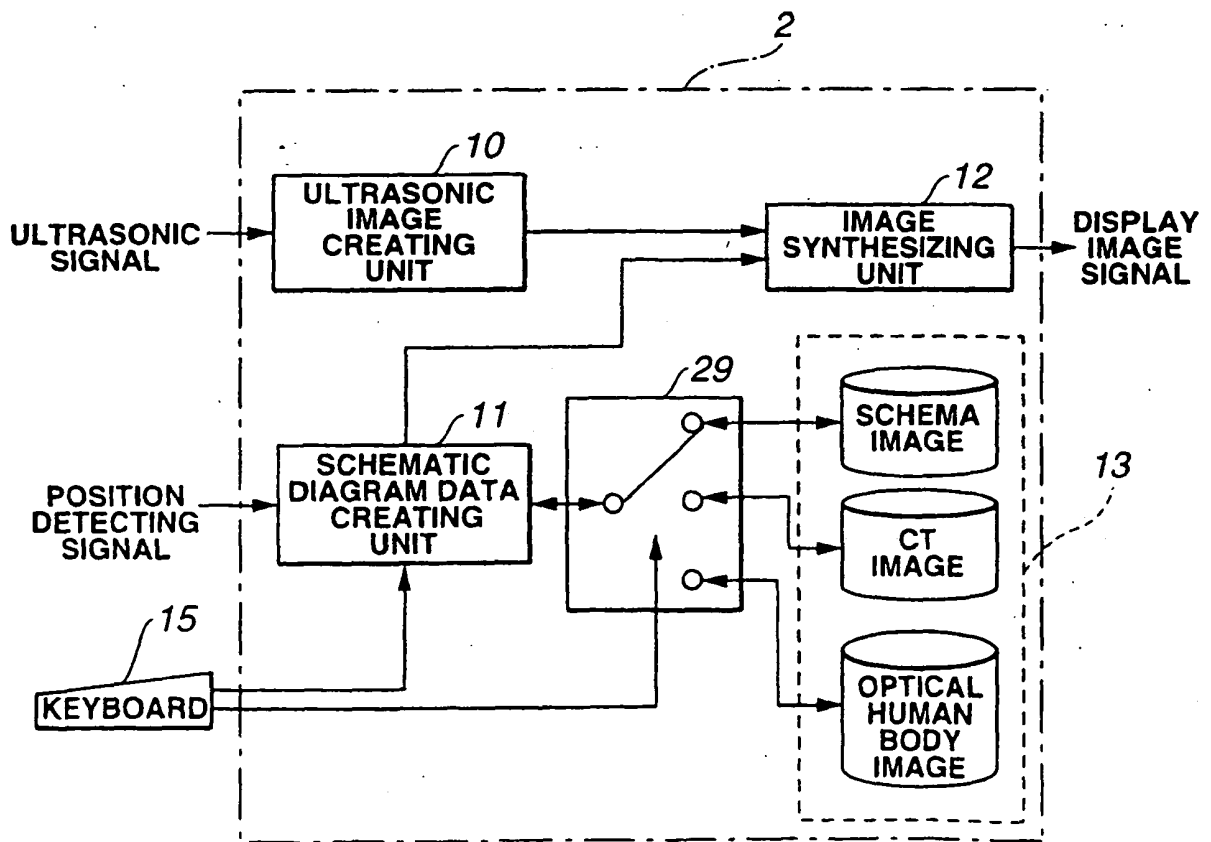 2
10
ULTRASONIC
IMAGE
CREATING
UNIT
12
IMAGE
SYNTHESIZING
UNIT
ULTRASONIC
SIGNAL
DISPLAY
IMAGE
SIGNAL
29
11
SCHEMATIC
DIAGRAM DATA
CREATING
UNIT
SCHEMA
IMAGE
13
POSITION
DETECTING
SIGNAL
CT
IMAGE
15
KEYBOARD
OPTICAL
HUMAN
BODY
IMAGE